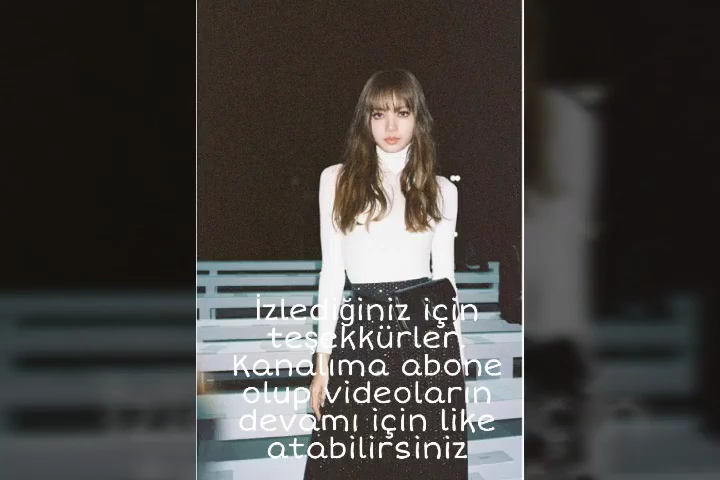 İzlediğiniz için
teşekkürler.
Kanalıma abone
olup videoların
devamı için like
atabilirsiniz